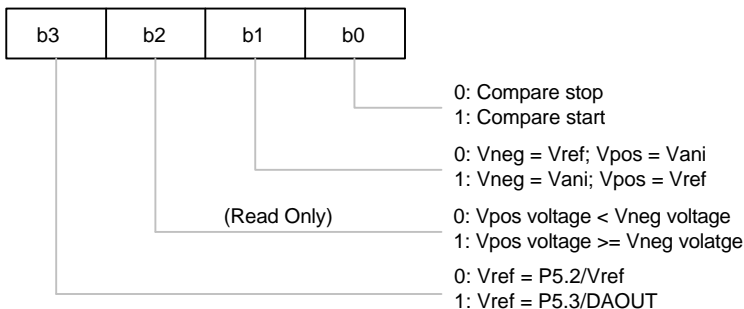 b3 b2 b1 b0
0: Compare stop
1: Compare start
0: Vneg = Vref; Vpos = Vani
1: Vneg = Vani; Vpos = Vref
(Read Only)
0: Vpos voltage < Vneg voltage
1: Vpos voltage >= Vneg volatge
0: Vref = P5.2/Vref
1: Vref = P5.3/DAOUT